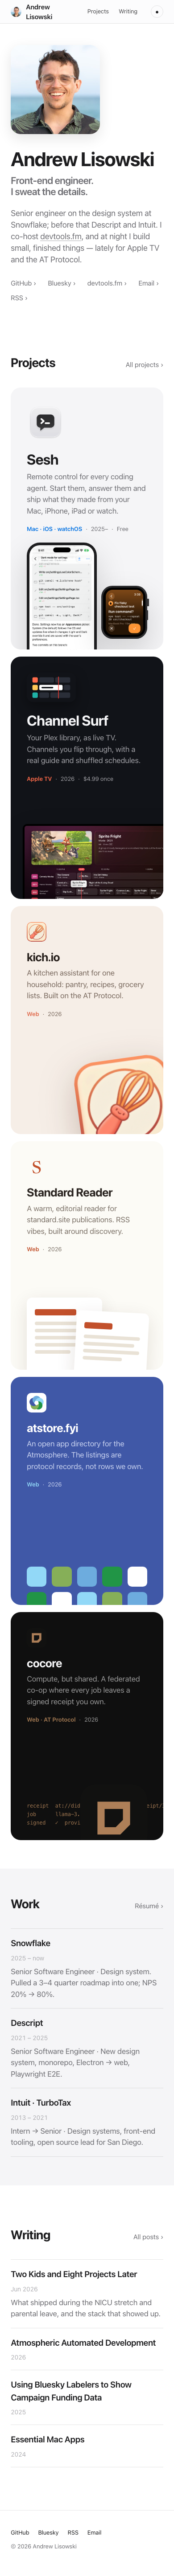 Andrew
Lisowski
Projects
Writing
Andrew Lisowski
Front-end engineer.
I sweat the details.
Senior engineer on the design system at
Snowflake; before that Descript and Intuit. I
co-host devtools.fm, and at night I build
small, finished things — lately for Apple TV
and the AT Protocol.
GitHub › Bluesky › devtools.fm › Email ›
RSS ›
Projects
All projects ›
Sesh
Remote control for every coding
agent. Start them, answer them and
ship what they made from your
Mac, iPhone, iPad or watch.
Mac · iOS · watchOS · 2025– · Free
Channel Surf
Your Plex library, as live TV.
Channels you flip through, with a
real guide and shuffled schedules.
Apple TV · 2026 · $4.99 once
Sprite Fright
kich.io
A kitchen assistant for one
household: pantry, recipes, grocery
lists. Built on the AT Protocol.
Web · 2026
S
Standard Reader
A warm, editorial reader for
standard.site publications. RSS
vibes, built around discovery.
Web · 2026
atstore.fyi
An open app directory for the
Atmosphere. The listings are
protocol records, not rows we own.
Web · 2026
cocore
Compute, but shared. A federated
co-op where every job leaves a
signed receipt you own.
Web · AT Protocol · 2026
receipt at://did
job llama-3.
signed ✓ provi
Work
Résumé ›
Snowflake
2025 – now
Senior Software Engineer · Design system.
Pulled a 3–4 quarter roadmap into one; NPS
20% → 80%.
Descript
2021 – 2025
Senior Software Engineer · New design
system, monorepo, Electron → web,
Playwright E2E.
Intuit · TurboTax
2013 – 2021
Intern → Senior · Design systems, front-end
tooling, open source lead for San Diego.
Writing
All posts ›
Two Kids and Eight Projects Later
Jun 2026
What shipped during the NICU stretch and
parental leave, and the stack that showed up.
Atmospheric Automated Development
2026
Using Bluesky Labelers to Show
Campaign Funding Data
2025
Essential Mac Apps
2024
GitHub Bluesky RSS Email
© 2026 Andrew Lisowski